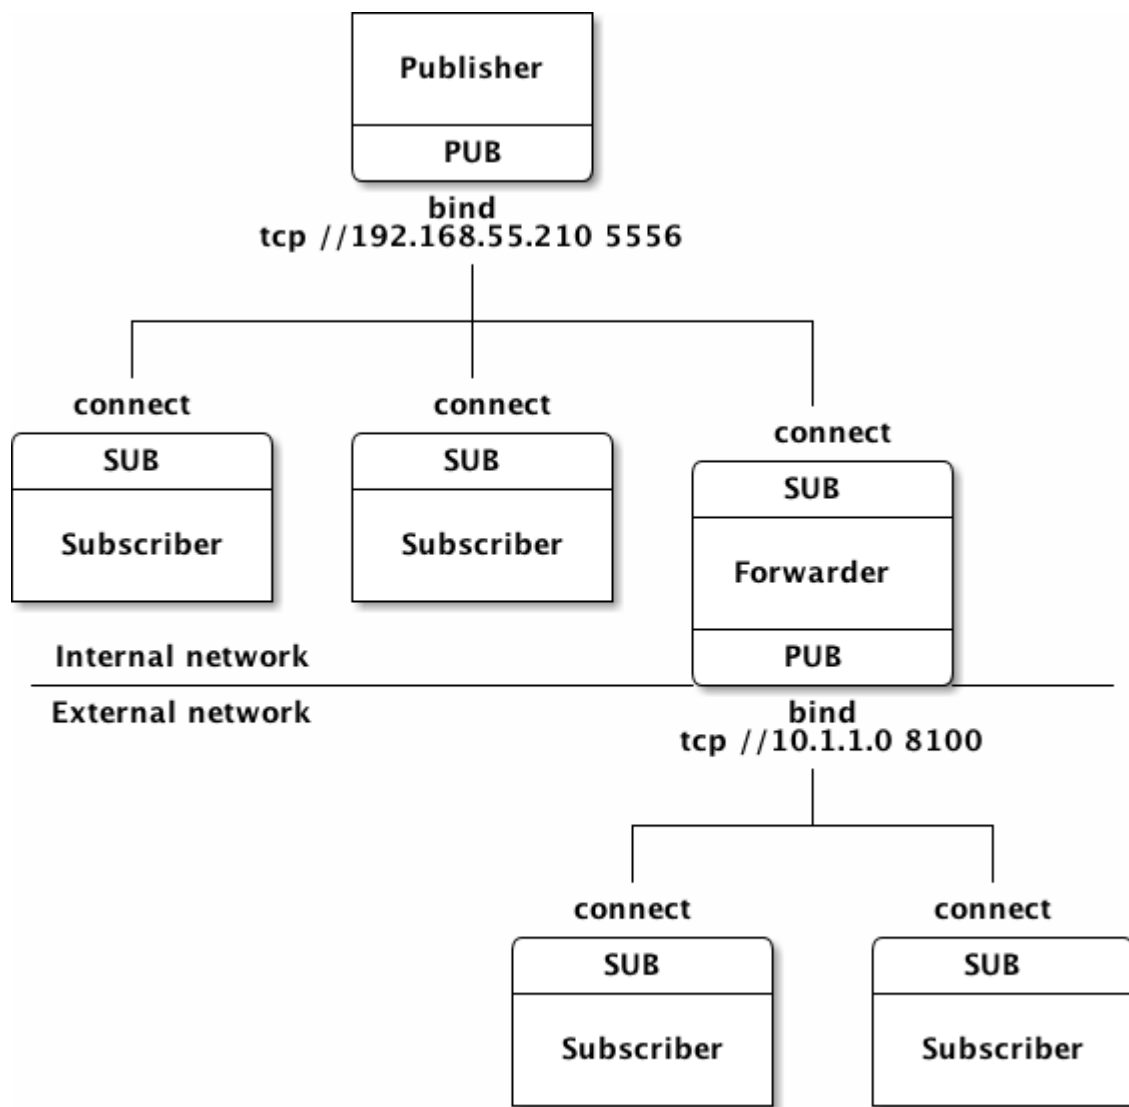 Publisher
PUB
bind
tcp //192.168.55.210 5556
connect
connect
connect
SUB
SUB
SUB
Subscriber
Subscriber
Forwarder
Internal network
PUB
External network
bind
tcp //10.1.1.0 8100
connect
connect
SUB
SUB
Subscriber
Subscriber